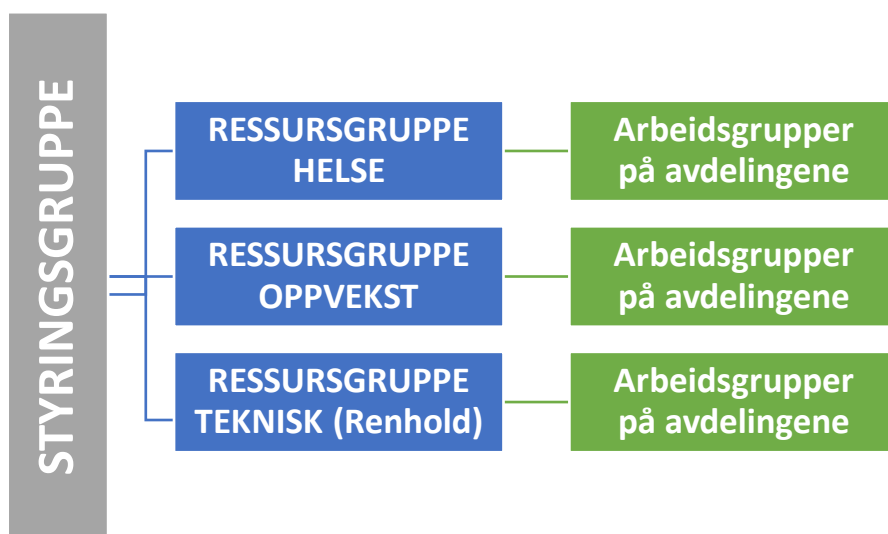 STYRINGSGRUPPE
RESSURSGRUPPE
HELSE
Arbeidsgrupper
på avdelingene
RESSURSGRUPPE
OPPVEKST
Arbeidsgrupper
på avdelingene
RESSURSGRUPPE
TEKNISK (Renhold)
Arbeidsgrupper
på avdelingene